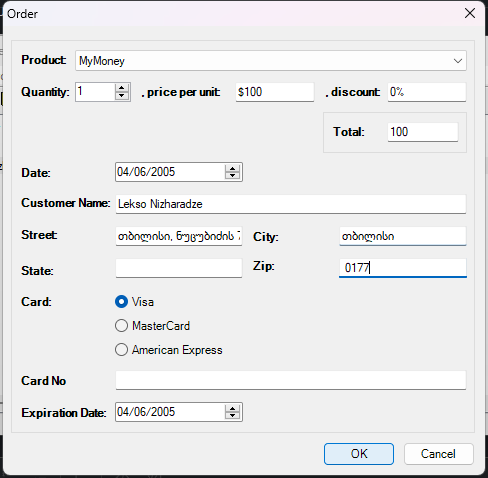 Order
Product: MyMoney
Quantity: 1 , price per unit: $100 , discount: 0%
Total: 100
Date: 04/06/2005
Customer Name: Lekso Nizharadze
Street: თბილისი, ნუცუბიძის City: თბილისი
State: Zip: 0177
Card: Visa
MasterCard
American Express
Card No
Expiration Date: 04/06/2005
OK Cancel